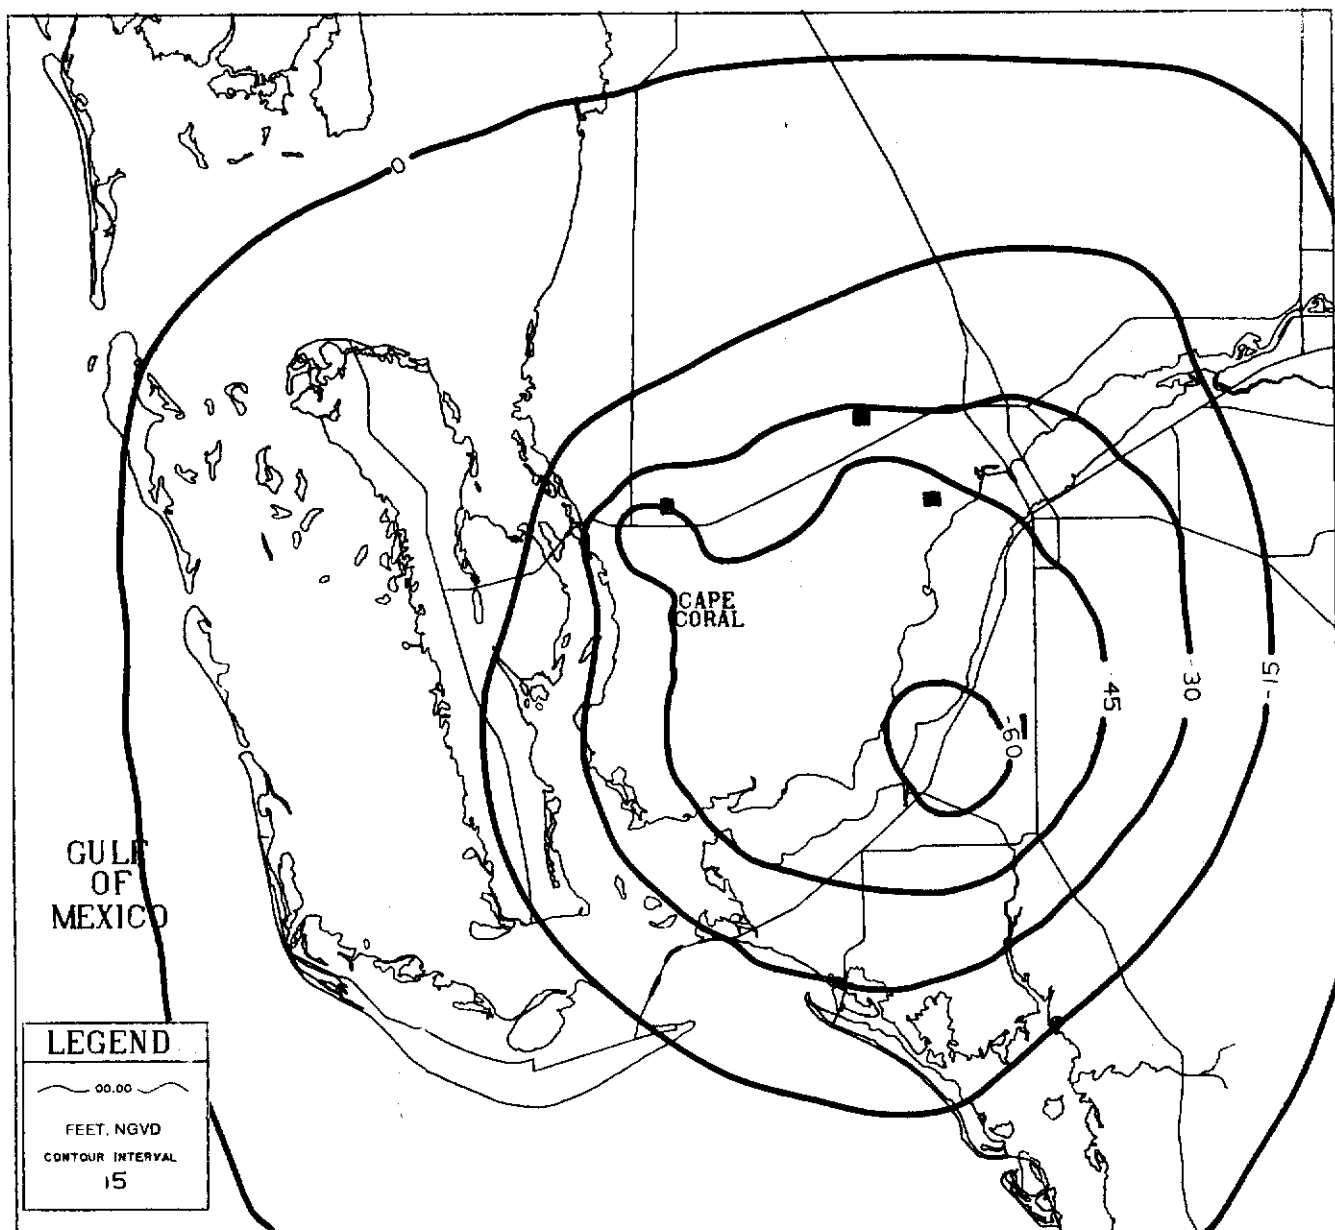 0
CAPE
CORAL
-15
-30
45
-60
GULF
OF
MEXICO
LEGEND
00.00
FEET, NGVD
CONTOUR INTERVAL
15